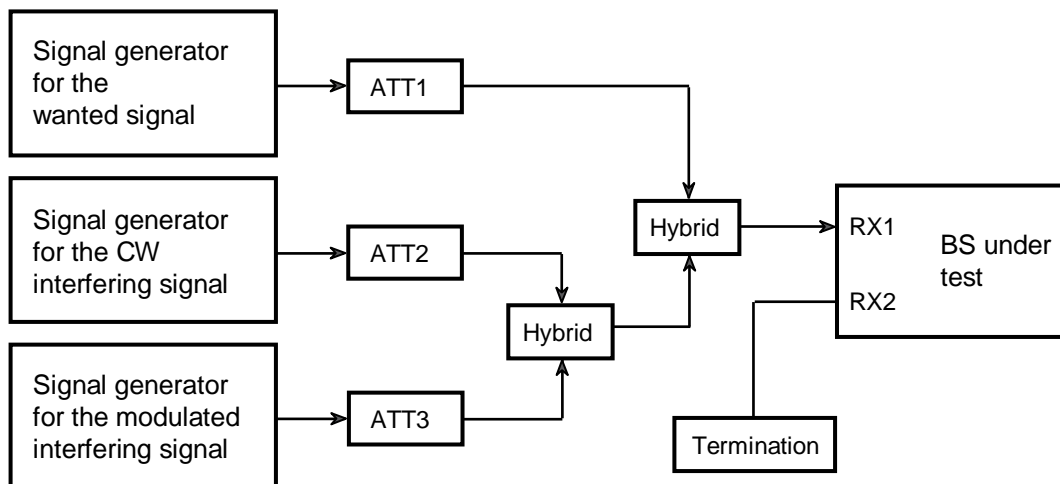 Signal generator
for the
wanted signal
ATT1
Signal generator
for the CW
interfering signal
ATT2
Hybrid
RX1
BS under
test
RX2
Hybrid
Signal generator
for the modulated
interfering signal
ATT3
Termination